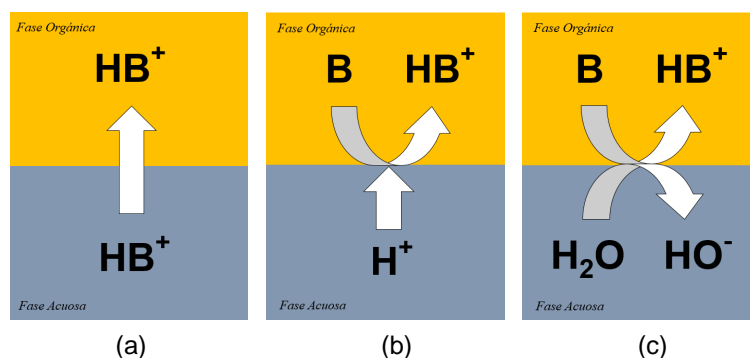 Fase Orgánica
HB⁺
HB⁺
Fase Acuosa
(a)
Fase Orgánica
B HB⁺
H⁺
Fase Acuosa
(b)
Fase Orgánica
B HB⁺
H₂O HO⁻
Fase Acuosa
(c)